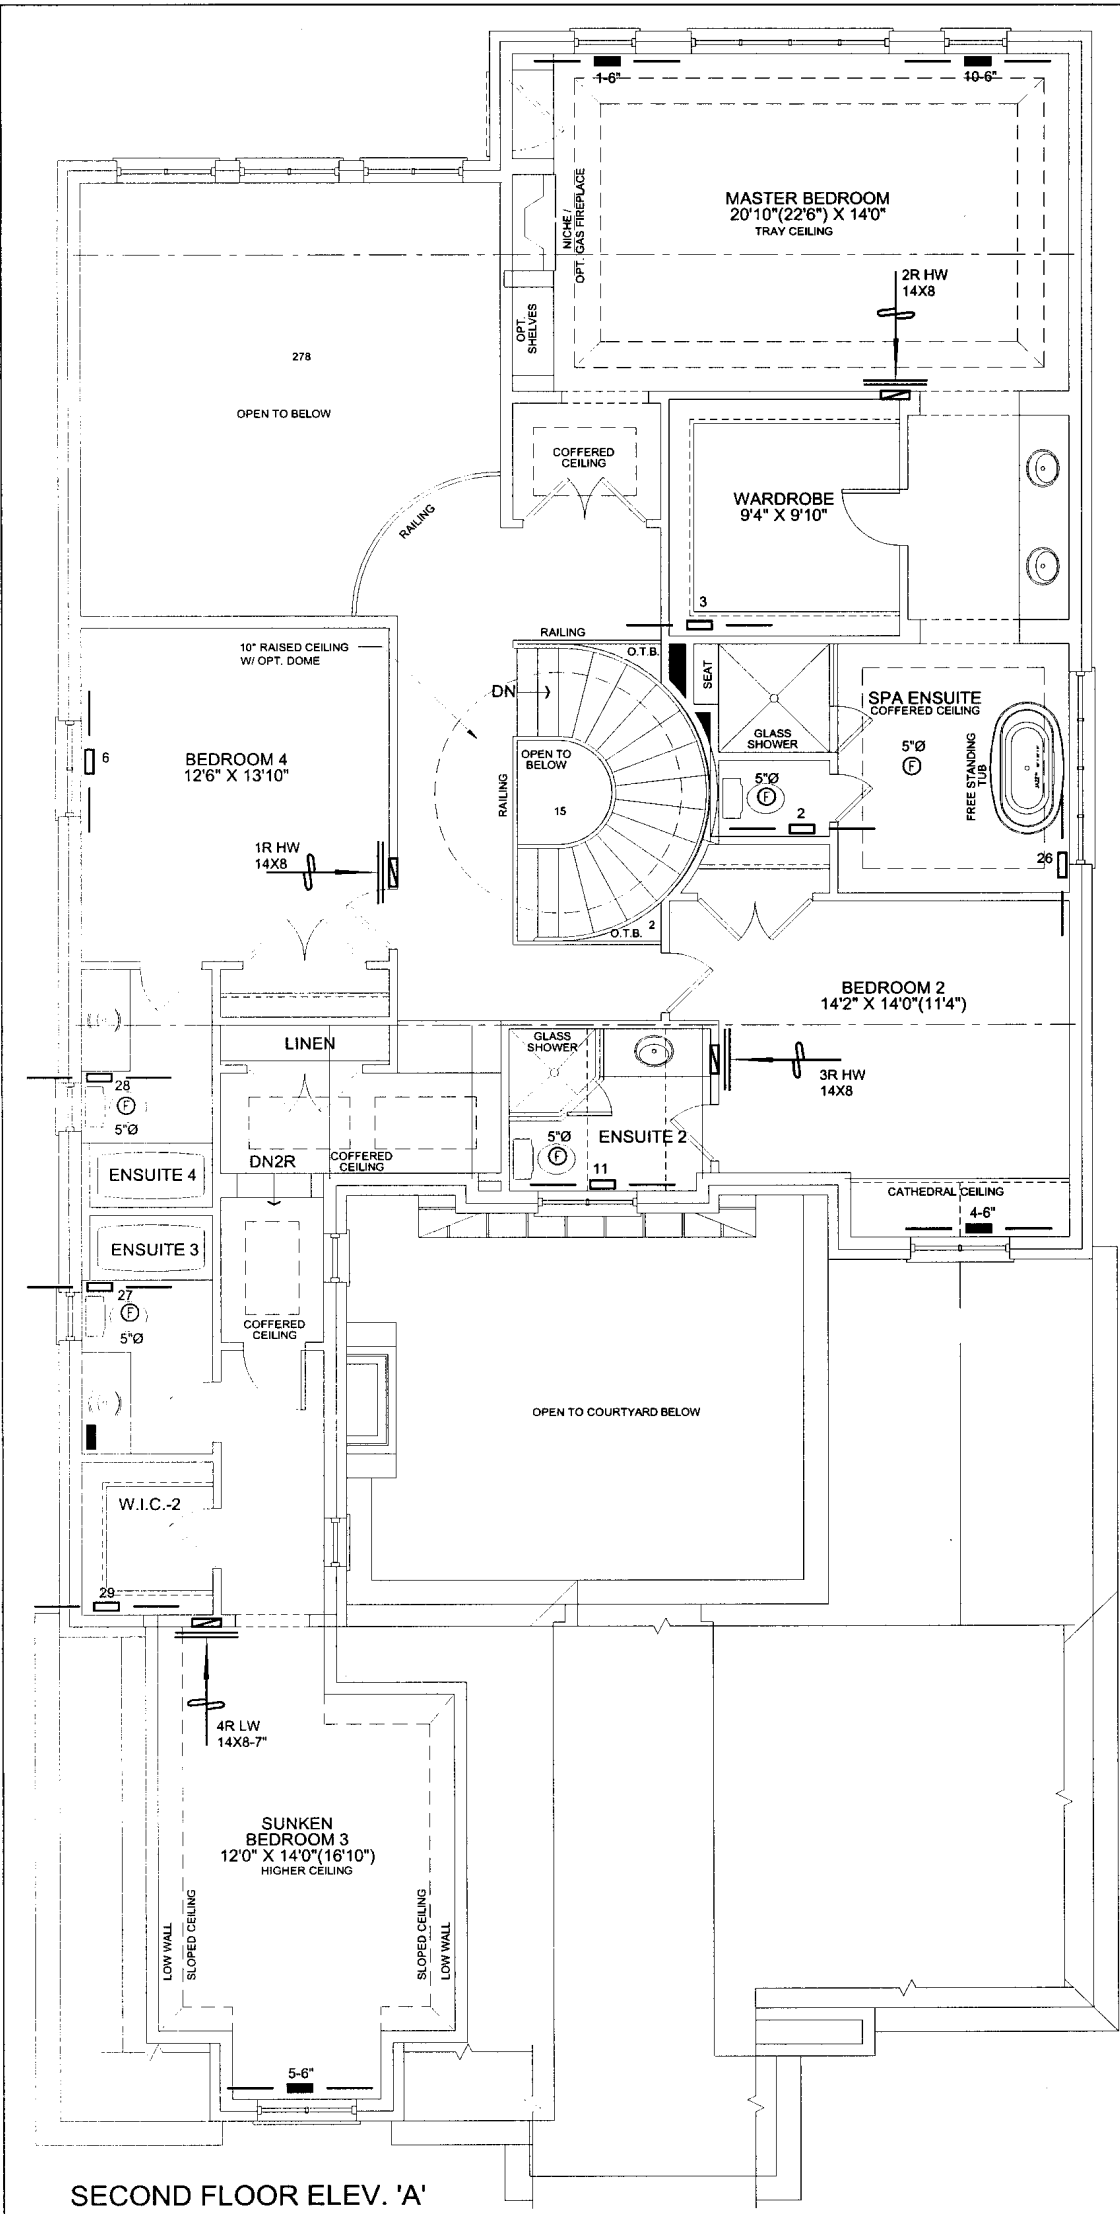 1-6"
10-6"
MASTER BEDROOM
20'10"(22'6") X 14'0"
TRAY CEILING
NICHE /
OPT. GAS FIREPLACE
2R HW
14X8
OPT.
SHELVES
278
OPEN TO BELOW
COFFERED
CEILING
RAILING
WARDROBE
9'4" X 9'10"
3
RAILING
10" RAISED CEILING
W/ OPT. DOME
O.T.B.
SEAT
DN
SPA ENSUITE
COFFERED CEILING
GLASS
SHOWER
6
BEDROOM 4
12'6" X 13'10"
OPEN TO
BELOW
5"Ø
F
FREE STANDING
TUB
5"Ø
F
RAILING
15
2
1R HW
14X8
26
2
O.T.B.
BEDROOM 2
14'2" X 14'0"(11'4")
LINEN
GLASS
SHOWER
3R HW
14X8
28
F
5"Ø
5"Ø
F
ENSUITE 2
DN2R
COFFERED
CEILING
11
ENSUITE 4
CATHEDRAL CEILING
4-6"
ENSUITE 3
27
F
5"Ø
COFFERED
CEILING
OPEN TO COURTYARD BELOW
W.I.C.-2
29
4R LW
14X8-7"
SUNKEN
BEDROOM 3
12'0" X 14'0"(16'10")
HIGHER CEILING
LOW WALL
SLOPED CEILING
SLOPED CEILING
LOW WALL
5-6"
SECOND FLOOR ELEV. 'A'